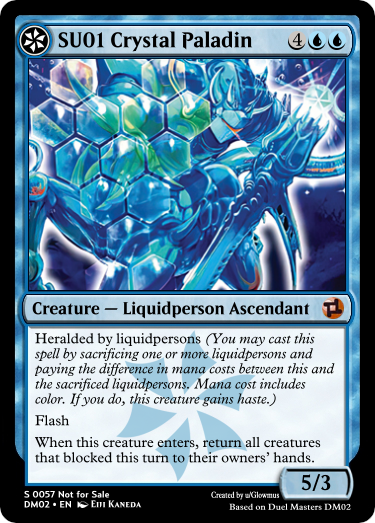 SU01 Crystal Paladin 4
Creature — Liquidperson Ascendant
Heralded by liquidpersons (You may cast
this spell by sacrificing one or more liquidpersons and
paying the difference in mana costs between this and
the sacrificed liquidpersons. Mana cost includes
color. If you do, this creature gains haste.)
Flash
When this creature enters, return all creatures
that blocked this turn to their owners' hands.
5/3
S 0057 Not for Sale
DM02 • EN Eiji Kaneda
Created by u/Glowmus
Based on Duel Masters DM02